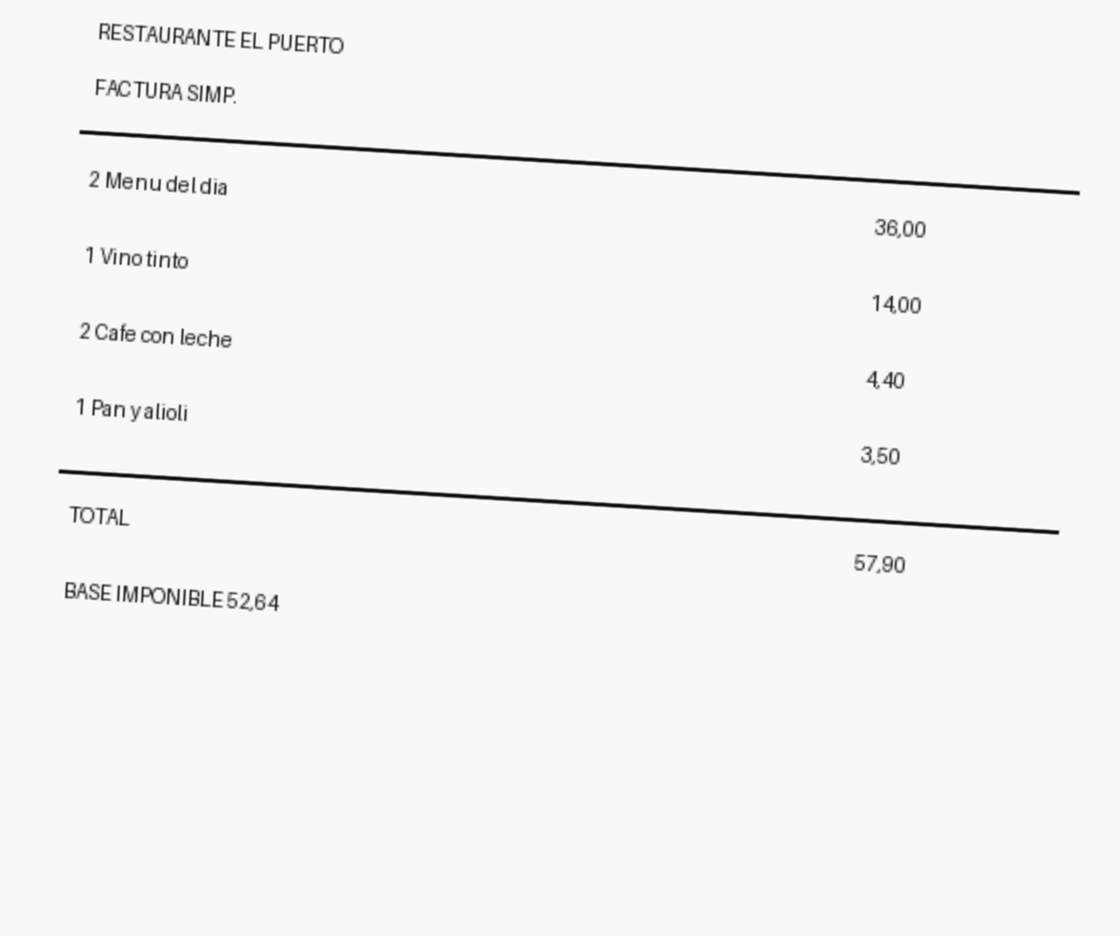 RESTAURANTE EL PUERTO
FACTURA SIMP.
2 Menu del dia 36,00
1 Vino tinto 14,00
2 Cafe con leche 4,40
1 Pan y alioli 3,50
TOTAL 57,90
BASE IMPONIBLE 52,64